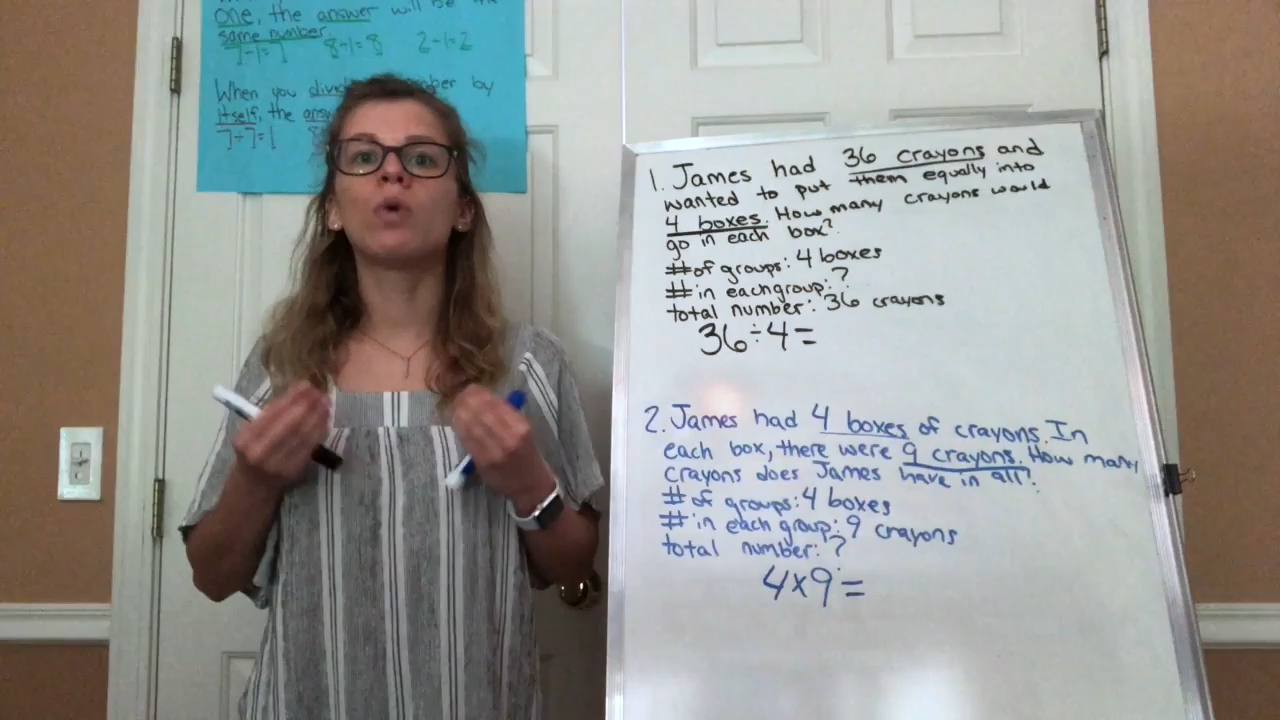 one, the answer will be the
same number.
7÷1=7 8÷1=8 2÷1=2
When you divide number by
itself, the
7÷7=1
1. James had 36 crayons and
wanted to put them equally into
4 boxes. How many crayons would
go in each box?
# of groups: 4 boxes
# in each group: ?
total number: 36 crayons
36÷4=
2. James had 4 boxes of crayons. In
each box, there were 9 crayons. How many
crayons does James have in all?
# of groups: 4 boxes
# in each group: 9 crayons
total number: ?
4x9=